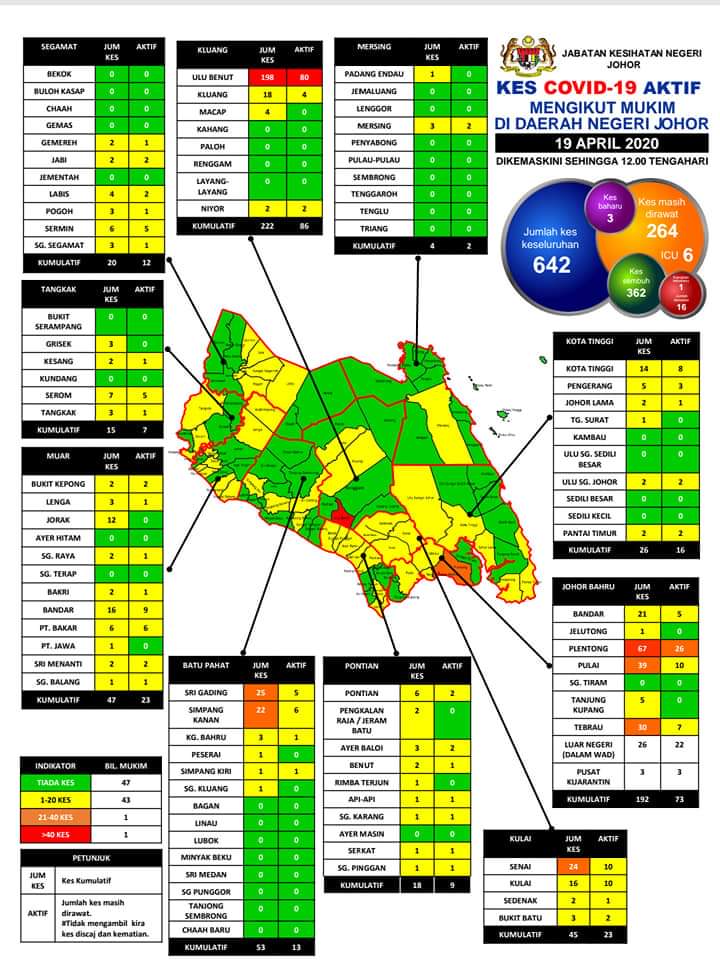 JABATAN KESIHATAN NEGERI
JOHOR
KES COVID-19 AKTIF
MENGIKUT MUKIM
DI DAERAH NEGERI JOHOR
19 APRIL 2020
DIKEMASKINI SEHINGGA 12.00 TENGAHARI
Jumlah kes
keseluruhan
642
Kes
baharu
3
Kes masih
dirawat
264
ICU 6
Kes
sembuh
362
1
16
SEGAMAT JUM KES AKTIF
BEKOK 0 0
BULOH KASAP 0 0
CHAAH 0 0
GEMAS 0 0
GEMEREH 2 1
JABI 2 2
JEMENTAH 0 0
LABIS 4 2
POGOH 3 1
SERMIN 6 5
SG. SEGAMAT 3 1
KUMULATIF 20 12
KLUANG JUM KES AKTIF
ULU BENUT 198 80
KLUANG 18 4
MACAP 4 0
KAHANG 0 0
PALOH 0 0
RENGGAM 0 0
LAYANG-LAYANG 0 0
NIYOR 2 2
KUMULATIF 222 86
MERSING JUM KES AKTIF
PADANG ENDAU 1 0
JEMALUANG 0 0
LENGGOR 0 0
MERSING 3 2
PENYABONG 0 0
PULAU-PULAU 0 0
SEMBRONG 0 0
TENGGAROH 0 0
TENGLU 0 0
TRIANG 0 0
KUMULATIF 4 2
TANGKAK JUM KES AKTIF
BUKIT SERAMPANG 0 0
GRISEK 3 0
KESANG 2 1
KUNDANG 0 0
SEROM 7 5
TANGKAK 3 1
KUMULATIF 15 7
MUAR JUM KES AKTIF
BUKIT KEPONG 2 2
LENGA 3 1
JORAK 12 0
AYER HITAM 0 0
SG. RAYA 2 1
SG. TERAP 0 0
BAKRI 2 1
BANDAR 16 9
PT. BAKAR 6 6
PT. JAWA 1 0
SRI MENANTI 2 2
SG. BALANG 1 1
KUMULATIF 47 23
KOTA TINGGI JUM KES AKTIF
KOTA TINGGI 14 8
PENGERANG 5 3
JOHOR LAMA 2 1
TG. SURAT 1 0
KAMBAU 0 0
ULU SG. SEDILI BESAR 0 0
ULU SG. JOHOR 2 2
SEDILI BESAR 0 0
SEDILI KECIL 0 0
PANTAI TIMUR 2 2
KUMULATIF 26 16
JOHOR BAHRU JUM KES AKTIF
BANDAR 21 5
JELUTONG 1 0
PLENTONG 67 26
PULAI 39 10
SG. TIRAM 0 0
TANJUNG KUPANG 5 0
TEBRAU 30 7
LUAR NEGERI (DALAM WAD) 26 22
PUSAT KUARANTIN 3 3
KUMULATIF 192 73
BATU PAHAT JUM KES AKTIF
SRI GADING 25 5
SIMPANG KANAN 22 6
KG. BAHRU 3 1
PESERAI 1 0
SIMPANG KIRI 1 1
SG. KLUANG 1 0
BAGAN 0 0
LINAU 0 0
LUBOK 0 0
MINYAK BEKU 0 0
SRI MEDAN 0 0
SG PUNGGOR 0 0
TANJONG SEMBRONG 0 0
CHAAH BARU 0 0
KUMULATIF 53 13
PONTIAN JUM KES AKTIF
PONTIAN 6 2
PENGKALAN RAJA / JERAM BATU 2 0
AYER BALOI 3 2
BENUT 2 1
RIMBA TERJUN 1 0
API-API 1 1
SG. KARANG 1 1
AYER MASIN 0 0
SERKAT 1 1
SG. PINGGAN 1 1
KUMULATIF 18 9
KULAI JUM KES AKTIF
SENAI 24 10
KULAI 16 10
SEDENAK 2 1
BUKIT BATU 3 2
KUMULATIF 45 23
INDIKATOR BIL. MUKIM
TIADA KES 47
1-20 KES 43
21-40 KES 1
>40 KES 1
PETUNJUK
JUM KES Kes Kumulatif
AKTIF Jumlah kes masih
dirawat.
#Tidak mengambil kira
kes discaj dan kematian.